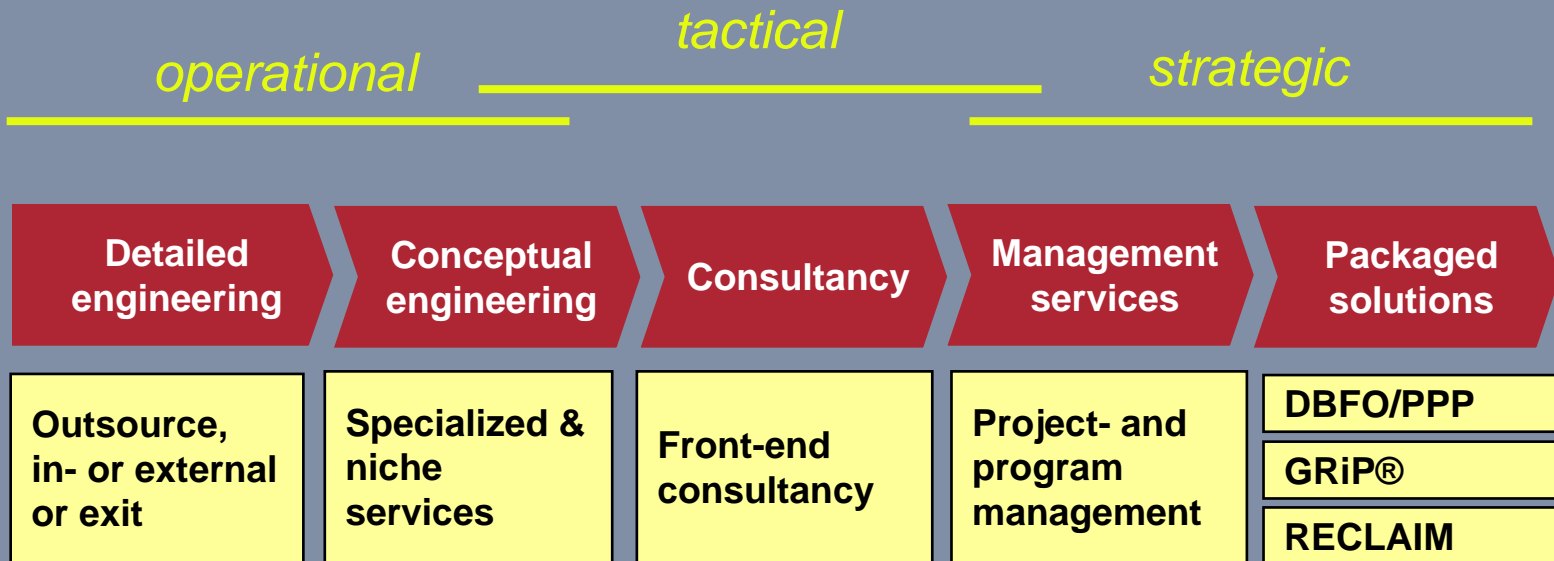 tactical
operational
strategic
Detailed
engineering
Conceptual
engineering
Consultancy
Management
services
Packaged
solutions
Outsource,
in- or external
or exit
Specialized &
niche
services
Front-end
consultancy
Project- and
program
management
DBFO/PPP
GRiP®
RECLAIM